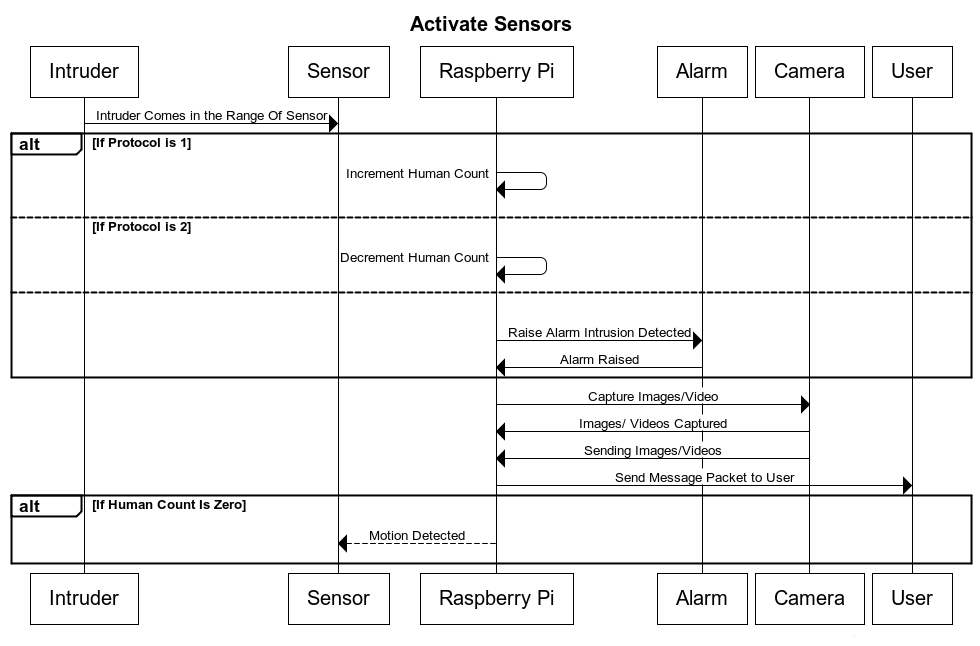 Activate Sensors
Intruder Sensor Raspberry Pi Alarm Camera User
Intruder Comes in the Range Of Sensor
alt [If Protocol is 1]
Increment Human Count
[If Protocol is 2]
Decrement Human Count
Raise Alarm Intrusion Detected
Alarm Raised
Capture Images/Video
Images/ Videos Captured
Sending Images/Videos
Send Message Packet to User
alt [If Human Count Is Zero]
Motion Detected
Intruder Sensor Raspberry Pi Alarm Camera User